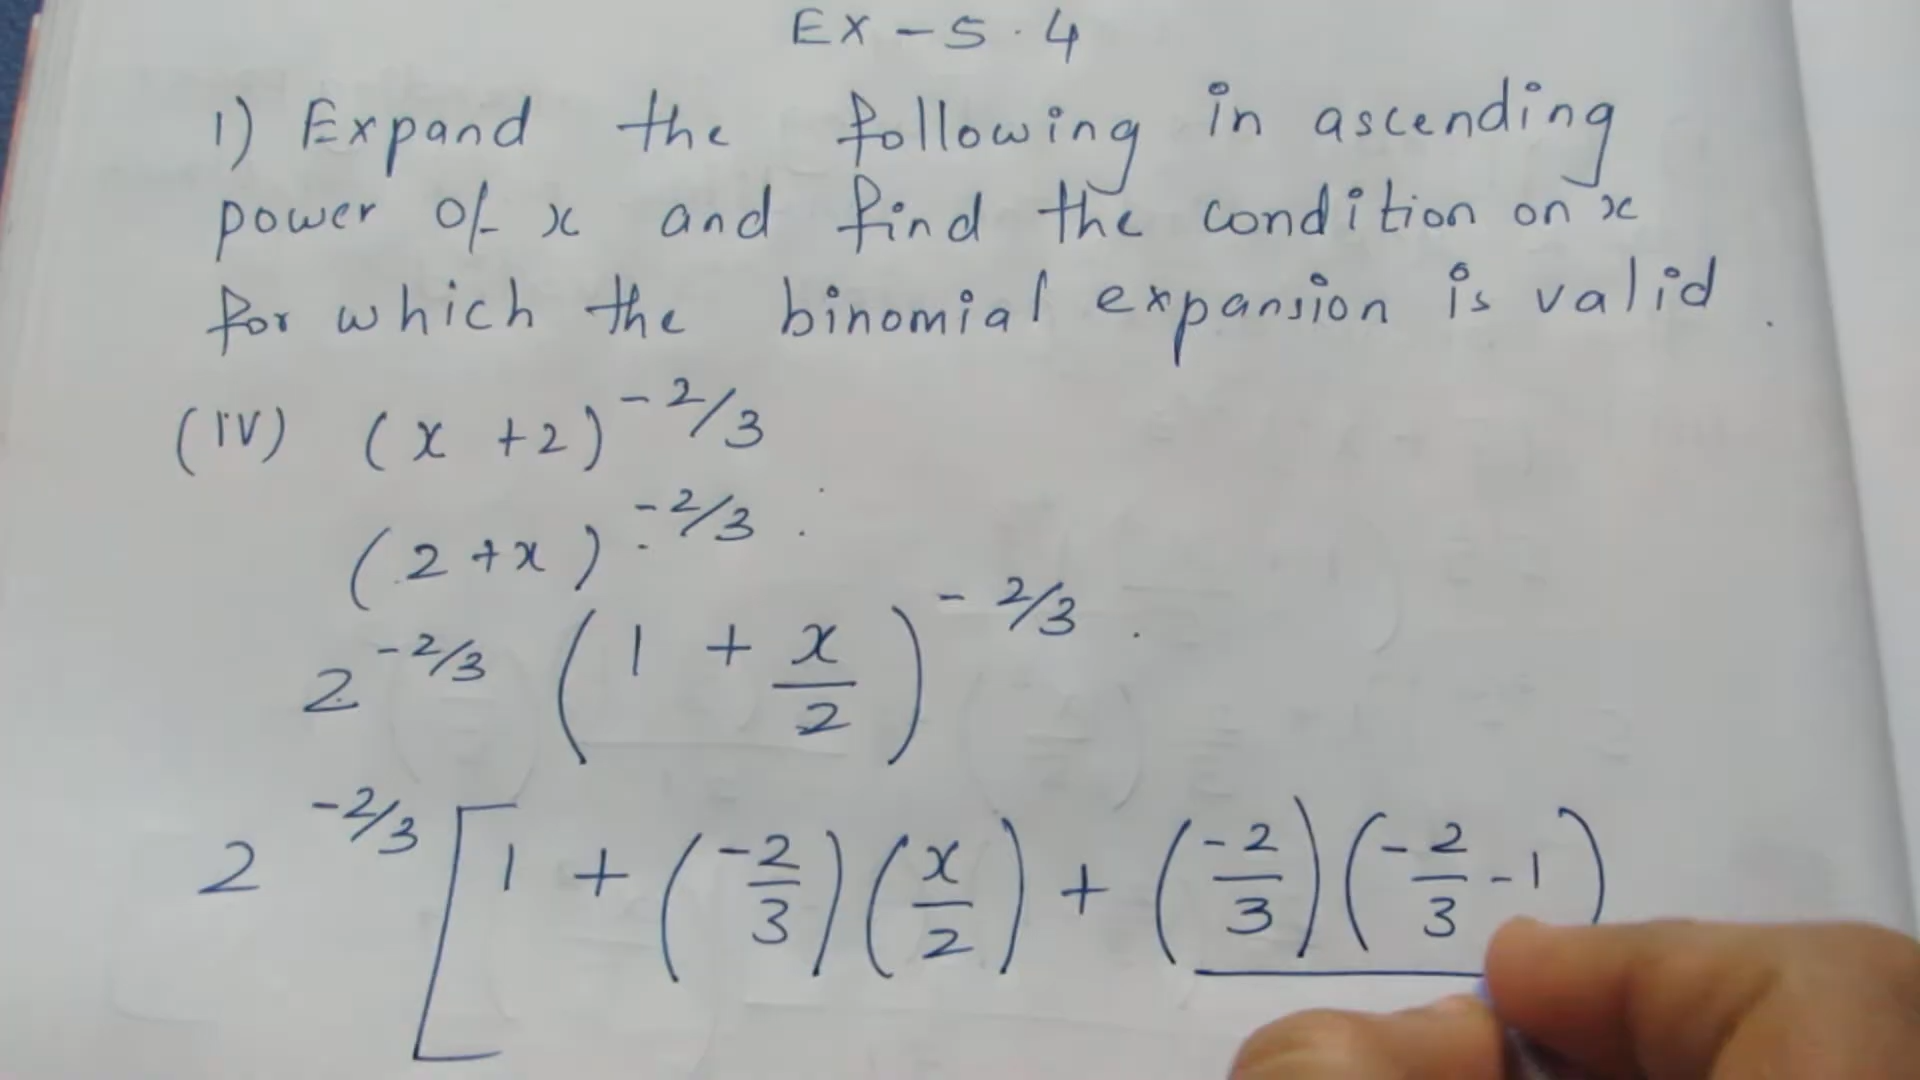 EX - 5.4
1) Expand the following in ascending
power of x and find the condition on x
for which the binomial expansion is valid.
(iv) (x + 2)^{-2/3}
(2 + x)^{-2/3}.
2^{-2/3} (1 + x/2)^{-2/3}.
2^{-2/3} [1 + (-2/3)(x/2) + (-2/3)(-2/3 - 1)